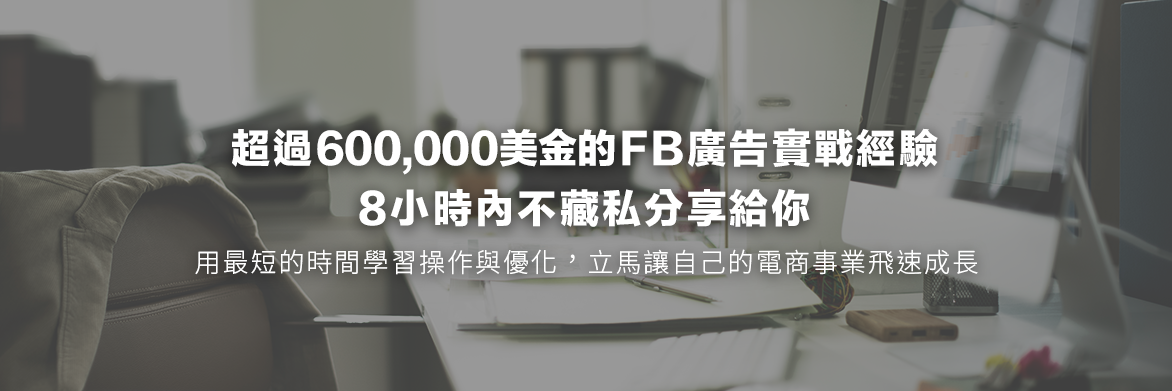 超過600,000美金的FB廣告實戰經驗
8小時內不藏私分享給你
用最短的時間學習操作與優化，立馬讓自己的電商事業飛速成長